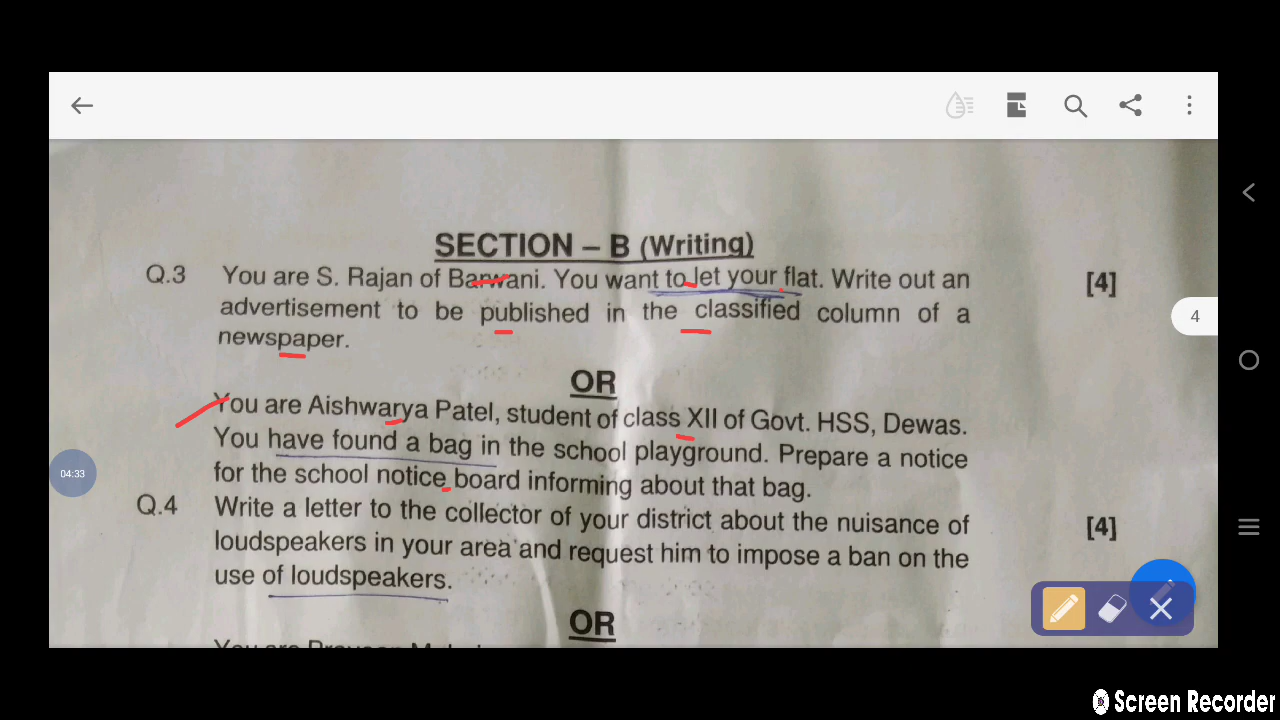 SECTION – B (Writing)
Q.3 You are S. Rajan of Barwani. You want to let your flat. Write out an [4]
advertisement to be published in the classified column of a
newspaper.
4
OR
You are Aishwarya Patel, student of class XII of Govt. HSS, Dewas.
You have found a bag in the school playground. Prepare a notice
for the school notice board informing about that bag.
04:33
Q.4 Write a letter to the collector of your district about the nuisance of [4]
loudspeakers in your area and request him to impose a ban on the
use of loudspeakers.
OR
You are Praveen
Screen Recorder